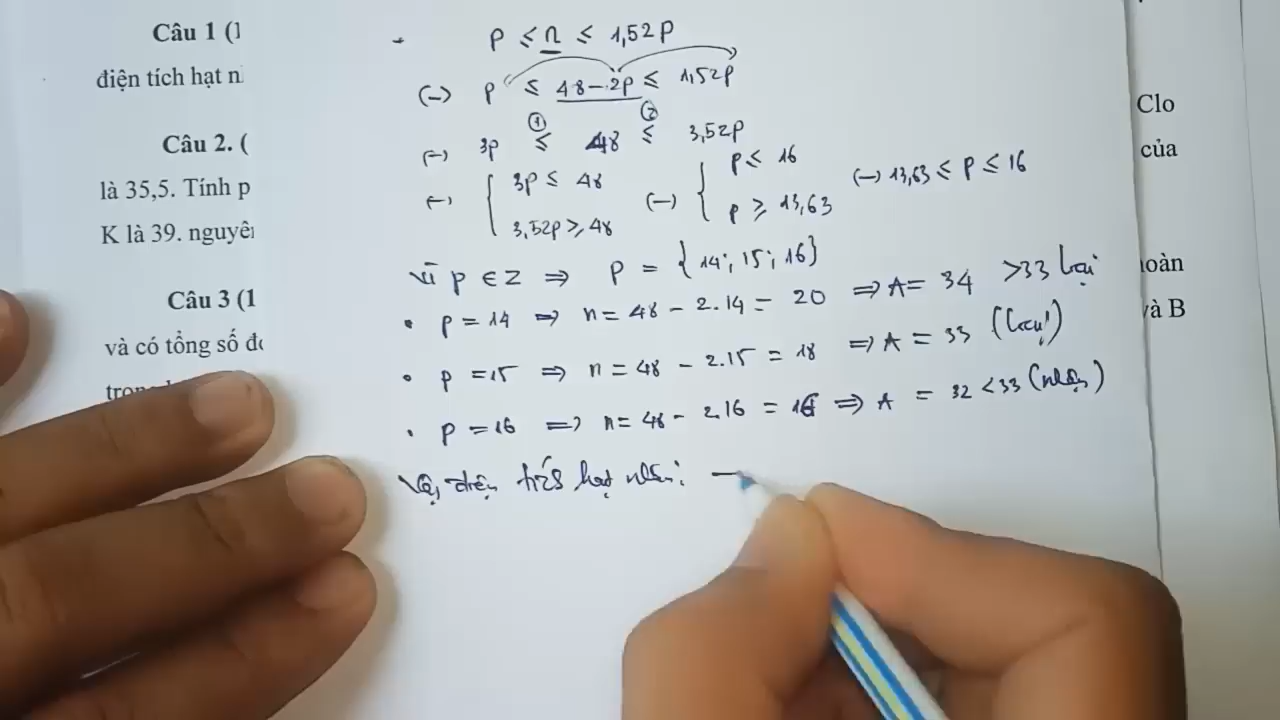 Câu 1 (1
điện tích hạt n
Câu 2. (
là 35,5. Tính p
K là 39. nguyên
Câu 3 (1
và có tổng số đ
P ≤ n ≤ 1,52P
(-) P ≤ 48 - 2P ≤ 1,52P
(-) 3P ≤ 48 ≤ 3,52P
① ②
(-) { 3P ≤ 48 (-) { P ≤ 16 (-) 13,63 ≤ P ≤ 16
3,52P ≥ 48 P ≥ 13,63
Vì P ∈ Z ⇒ P = {14; 15; 16}
• P = 14 ⇒ n = 48 - 2.14 = 20 ⇒ A = 34 >33 loại
• P = 15 ⇒ n = 48 - 2.15 = 18 ⇒ A = 33 (loại)
• P = 16 ⇒ n = 48 - 2.16 = 16 ⇒ A = 32 < 33 (nhận)
Vậy điện tích hạt nhân:
Clo
của
hoàn
và B